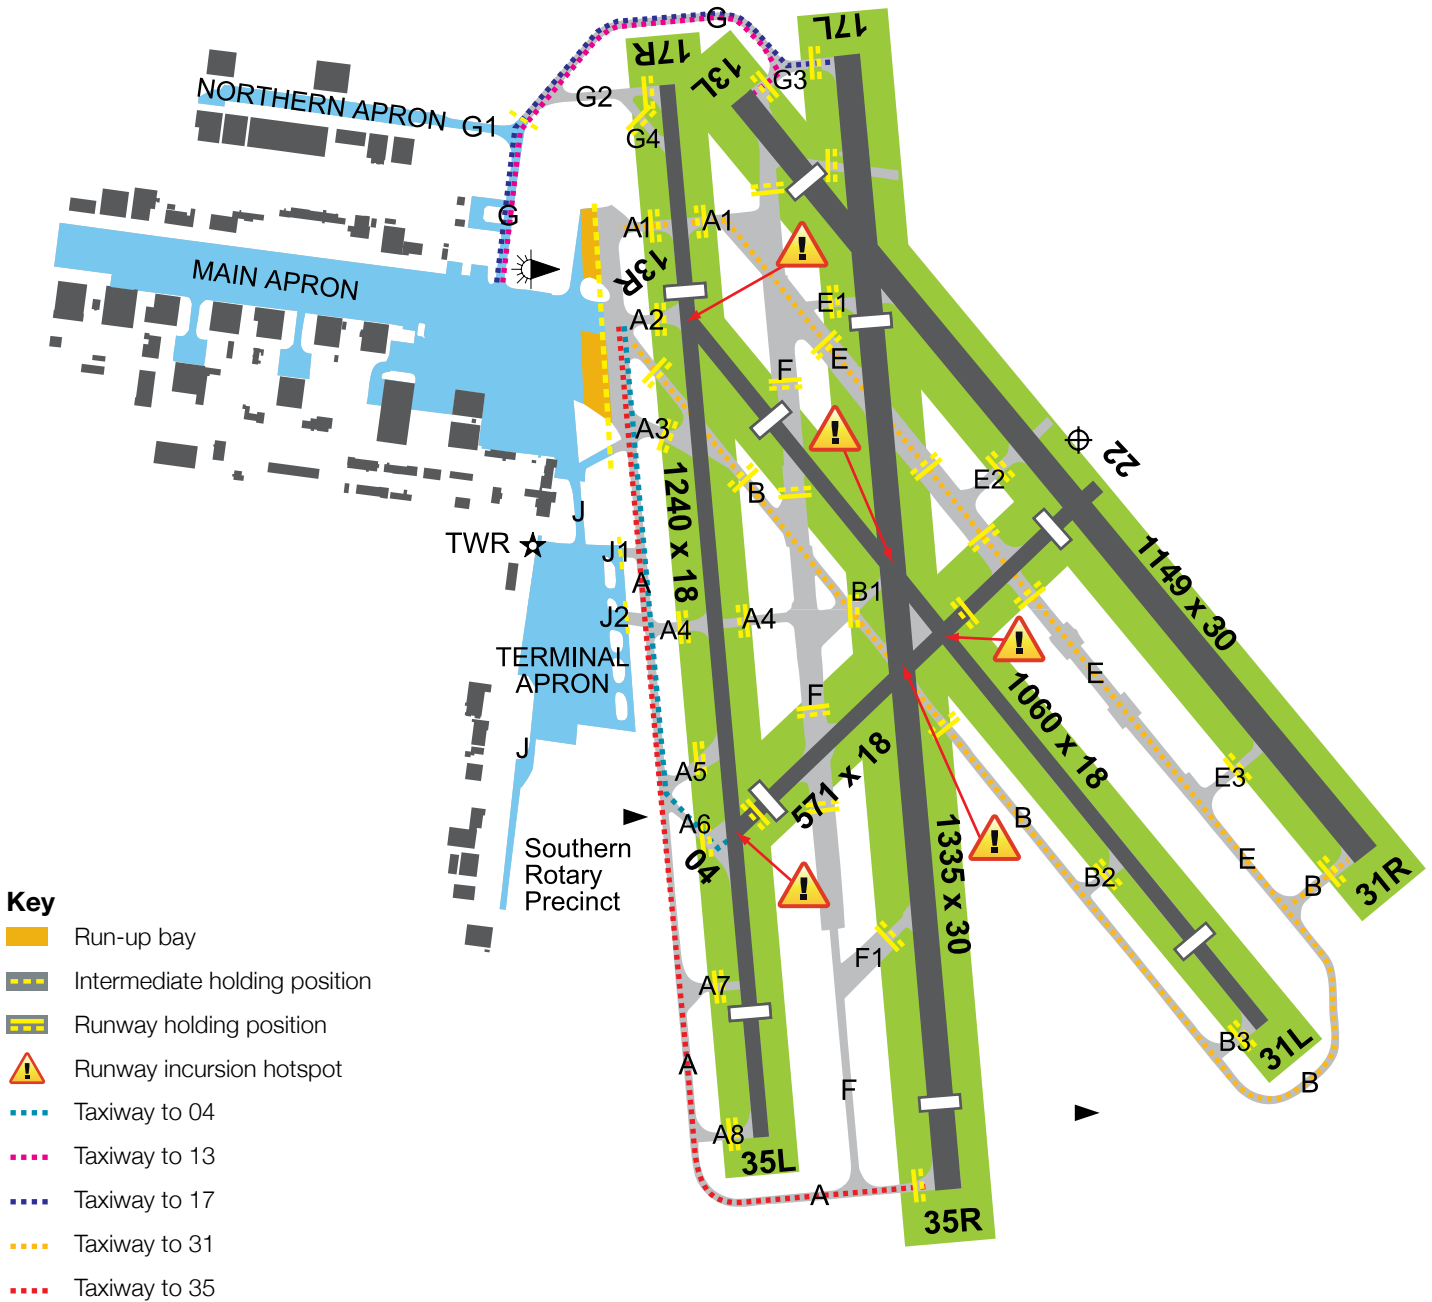 G
17L
17R
13L
G3
NORTHERN APRON
G1
G2
G4
G
A1
A1
13R
MAIN APRON
E1
A2
E
F
A3
22
E2
B
1240 x 18
J
TWR
J1
A
B1
1149 x 30
J2
A4
A4
TERMINAL
APRON
E
F
1060 x 18
J
A5
571 x 18
E3
A6
04
B
1335 x 30
Southern
Rotary
Precinct
E
B
31R
B2
F1
A7
B3
31L
A
F
B
A8
35L
A
35R
Key
Run-up bay
Intermediate holding position
Runway holding position
Runway incursion hotspot
Taxiway to 04
Taxiway to 13
Taxiway to 17
Taxiway to 31
Taxiway to 35